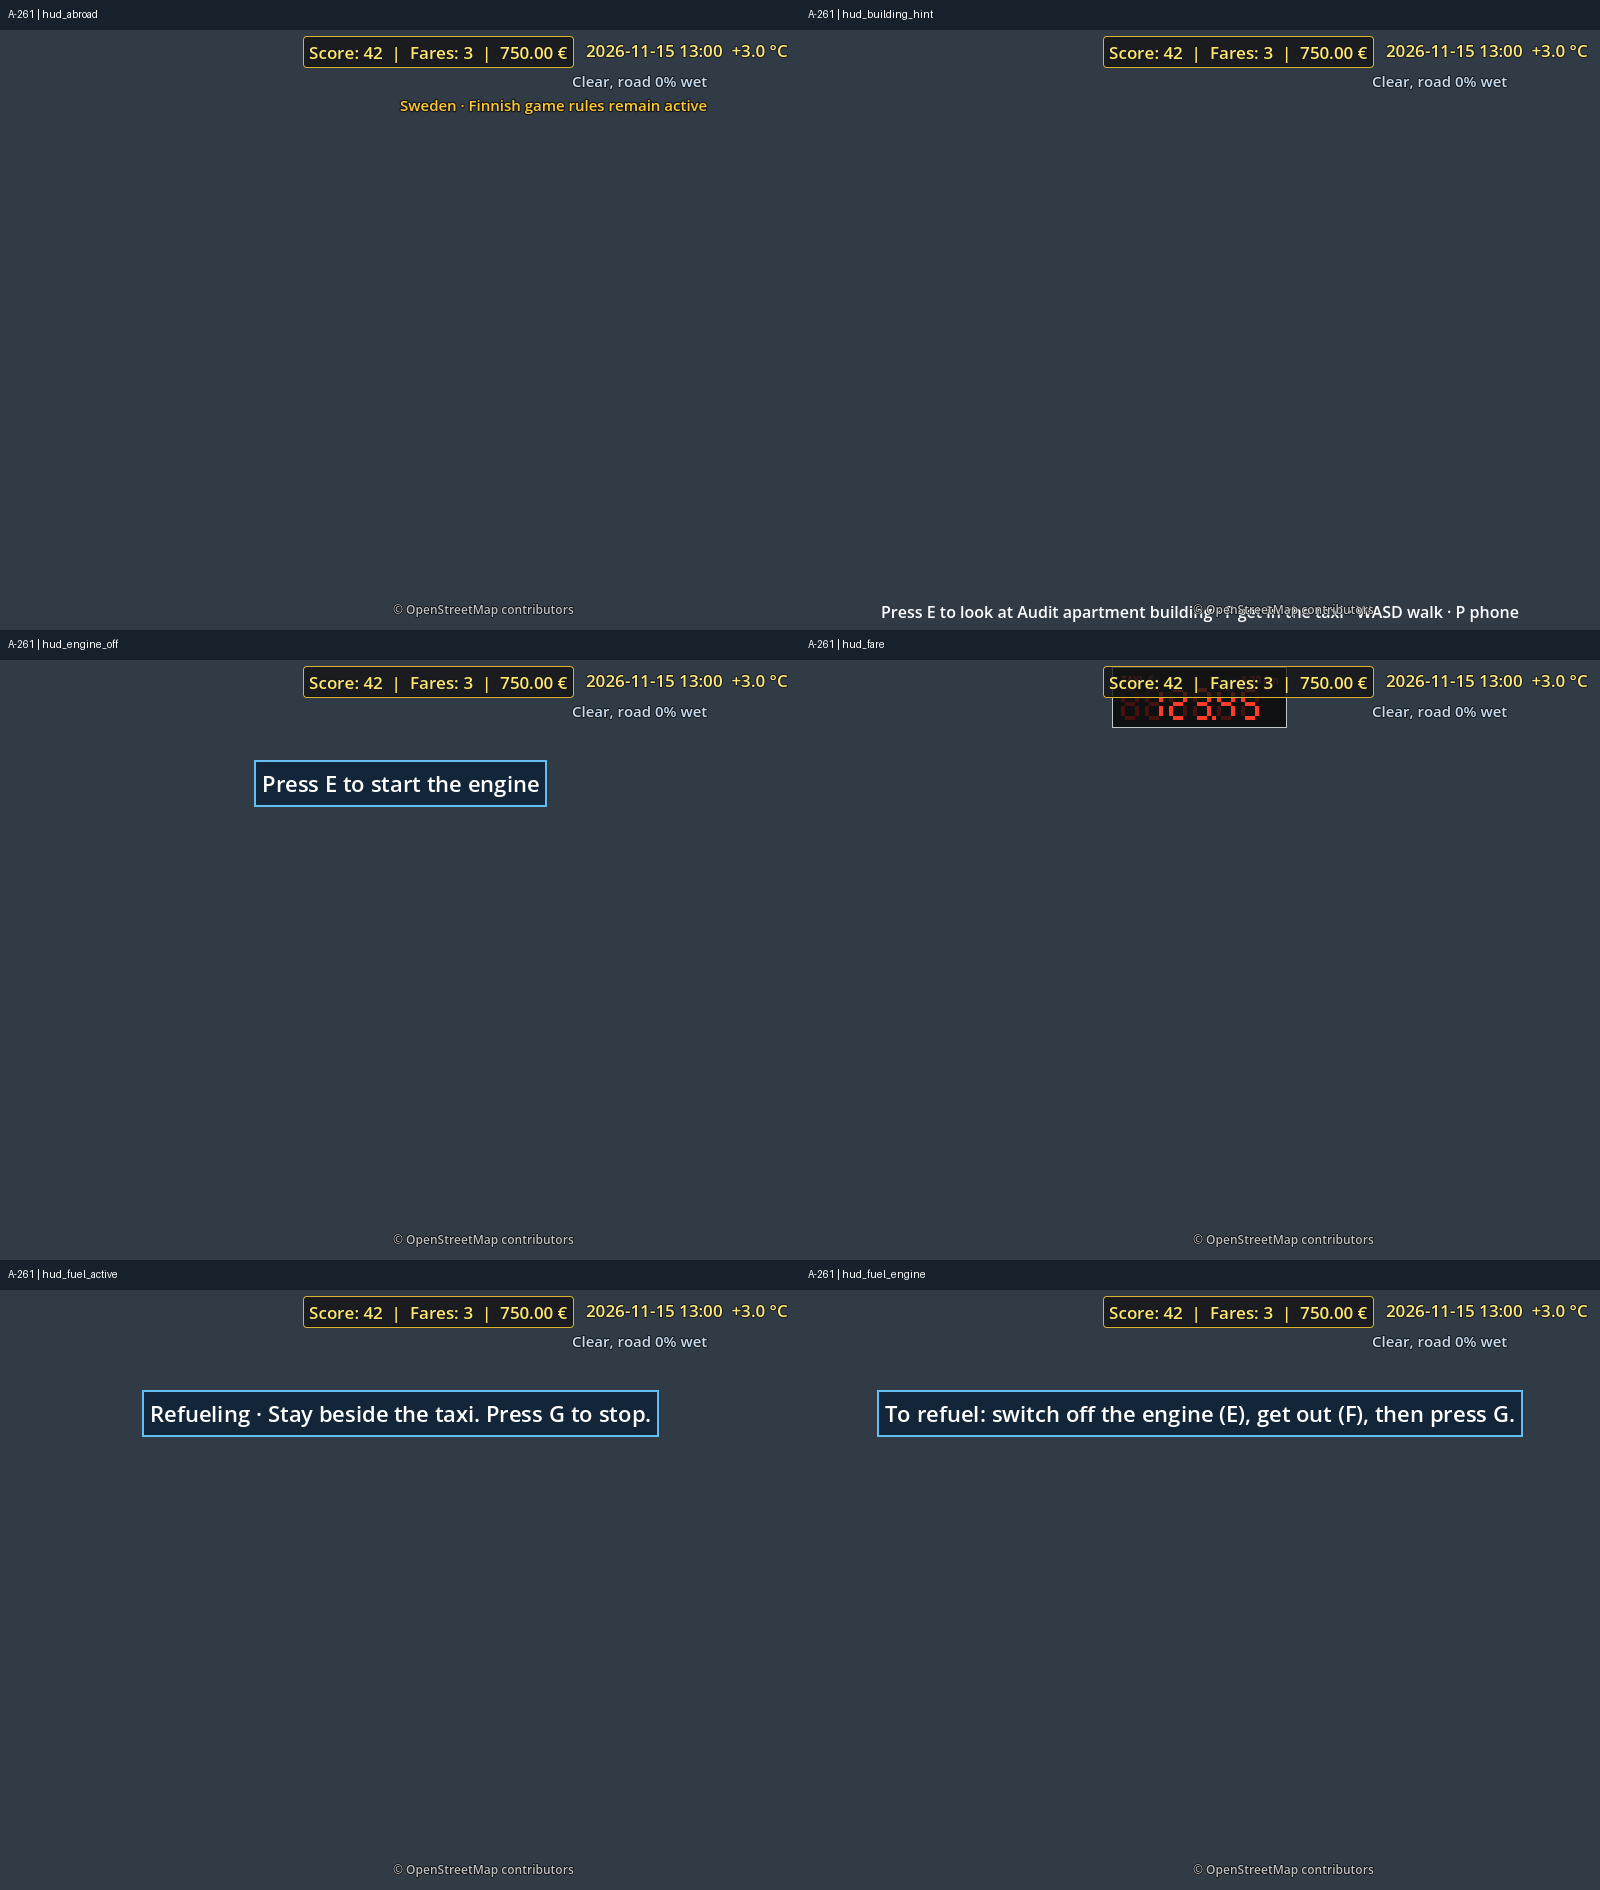 A-261 | hud_abroad
Score: 42 | Fares: 3 | 750.00 €
2026-11-15 13:00 +3.0 °C
Clear, road 0% wet
Sweden · Finnish game rules remain active
© OpenStreetMap contributors
A-261 | hud_building_hint
Score: 42 | Fares: 3 | 750.00 €
2026-11-15 13:00 +3.0 °C
Clear, road 0% wet
Press E to look at Audit apartment building · F get in the taxi · WASD walk · P phone
© OpenStreetMap contributors
A-261 | hud_engine_off
Score: 42 | Fares: 3 | 750.00 €
2026-11-15 13:00 +3.0 °C
Clear, road 0% wet
Press E to start the engine
© OpenStreetMap contributors
A-261 | hud_fare
Score: 42 | Fares: 3 | 750.00 €
2026-11-15 13:00 +3.0 °C
123.45
Clear, road 0% wet
© OpenStreetMap contributors
A-261 | hud_fuel_active
Score: 42 | Fares: 3 | 750.00 €
2026-11-15 13:00 +3.0 °C
Clear, road 0% wet
Refueling · Stay beside the taxi. Press G to stop.
© OpenStreetMap contributors
A-261 | hud_fuel_engine
Score: 42 | Fares: 3 | 750.00 €
2026-11-15 13:00 +3.0 °C
Clear, road 0% wet
To refuel: switch off the engine (E), get out (F), then press G.
© OpenStreetMap contributors